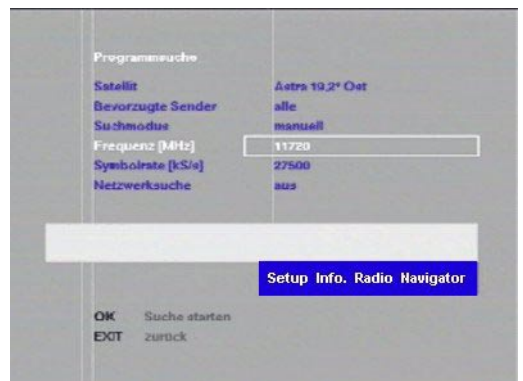 Programmsuche
Satellit Astra 19,2° Ost
Bevorzugte Sender alle
Suchmodus manuell
Frequenz [MHz] 11720
Symbolrate [kS/s] 27500
Netzwerksuche aus
Setup Info. Radio Navigator
OK Suche starten
EXIT zurück